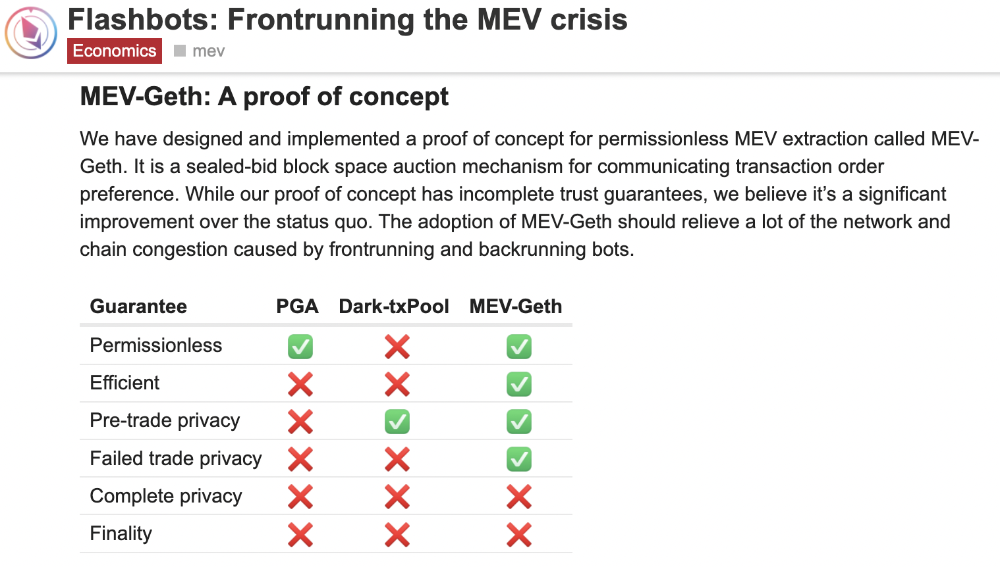 Flashbots: Frontrunning the MEV crisis
Economics mev
MEV-Geth: A proof of concept
We have designed and implemented a proof of concept for permissionless MEV extraction called MEV-
Geth. It is a sealed-bid block space auction mechanism for communicating transaction order
preference. While our proof of concept has incomplete trust guarantees, we believe it’s a significant
improvement over the status quo. The adoption of MEV-Geth should relieve a lot of the network and
chain congestion caused by frontrunning and backrunning bots.
Guarantee PGA Dark-txPool MEV-Geth
Permissionless ✅ ❌ ✅
Efficient ❌ ❌ ✅
Pre-trade privacy ❌ ✅ ✅
Failed trade privacy ❌ ❌ ✅
Complete privacy ❌ ❌ ❌
Finality ❌ ❌ ❌